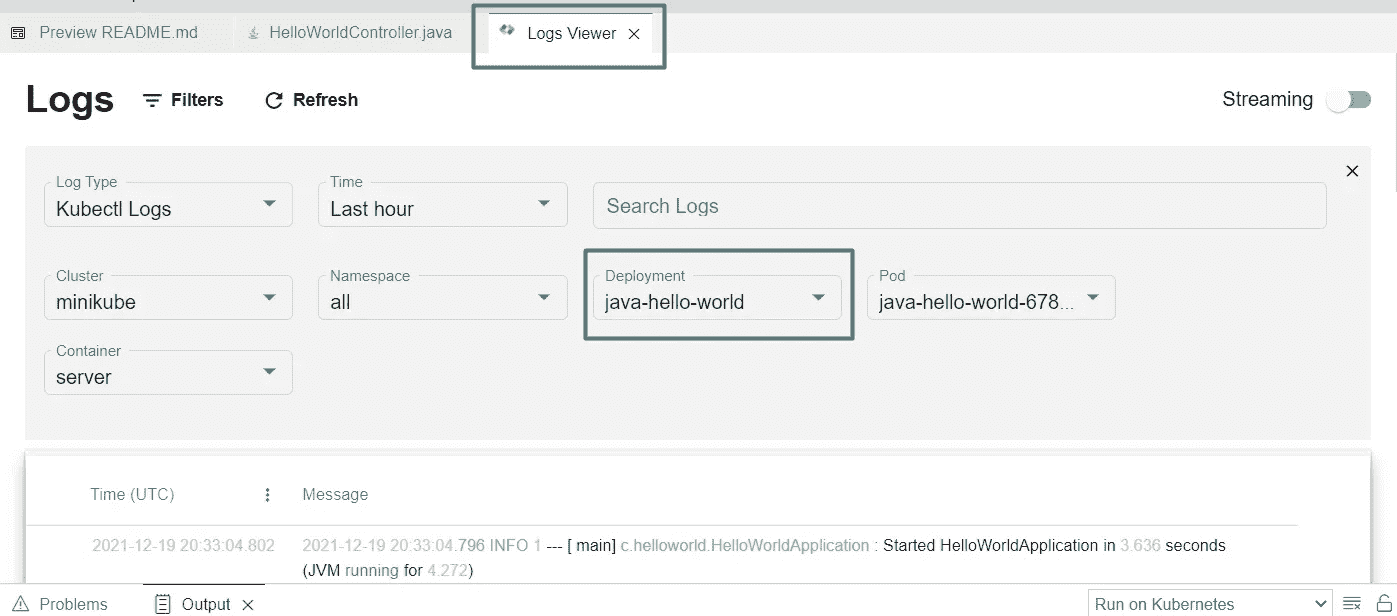 Preview README.md HelloWorldController.java Logs Viewer
Logs Filters Refresh Streaming
Log Type Time
Kubectl Logs Last hour Search Logs
Cluster Namespace Deployment Pod
minikube all java-hello-world java-hello-world-678...
Container
server
Time (UTC) Message
2021-12-19 20:33:04.802 2021-12-19 20:33:04.796 INFO 1 --- [ main] c.helloworld.HelloWorldApplication : Started HelloWorldApplication in 3.636 seconds
(JVM running for 4.272)
Problems Output Run on Kubernetes